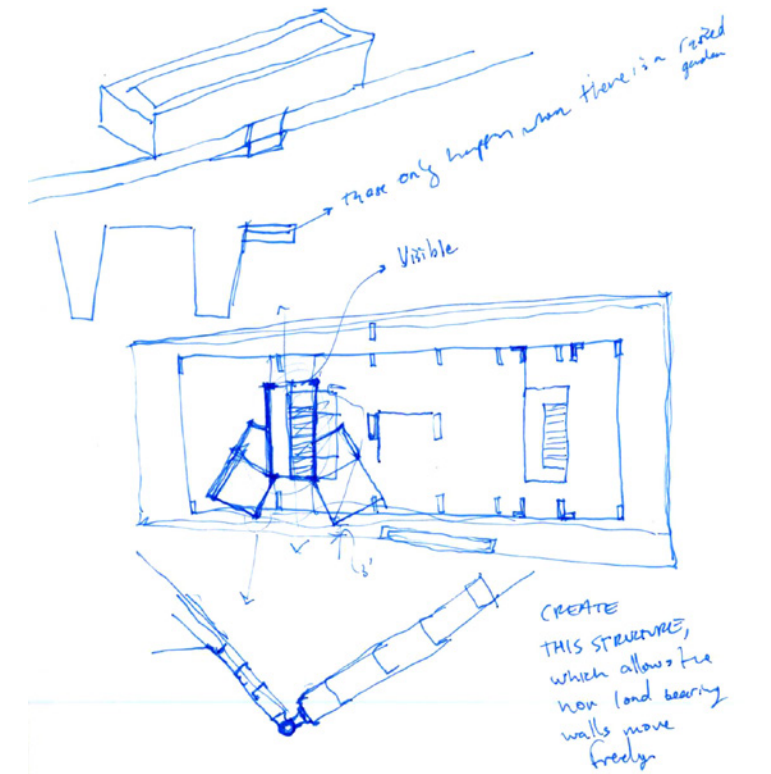 these only happen when there is a raised
garden
Visible
3'
CREATE
THIS STRUCTURE,
which allows the
non load bearing
walls move
freely